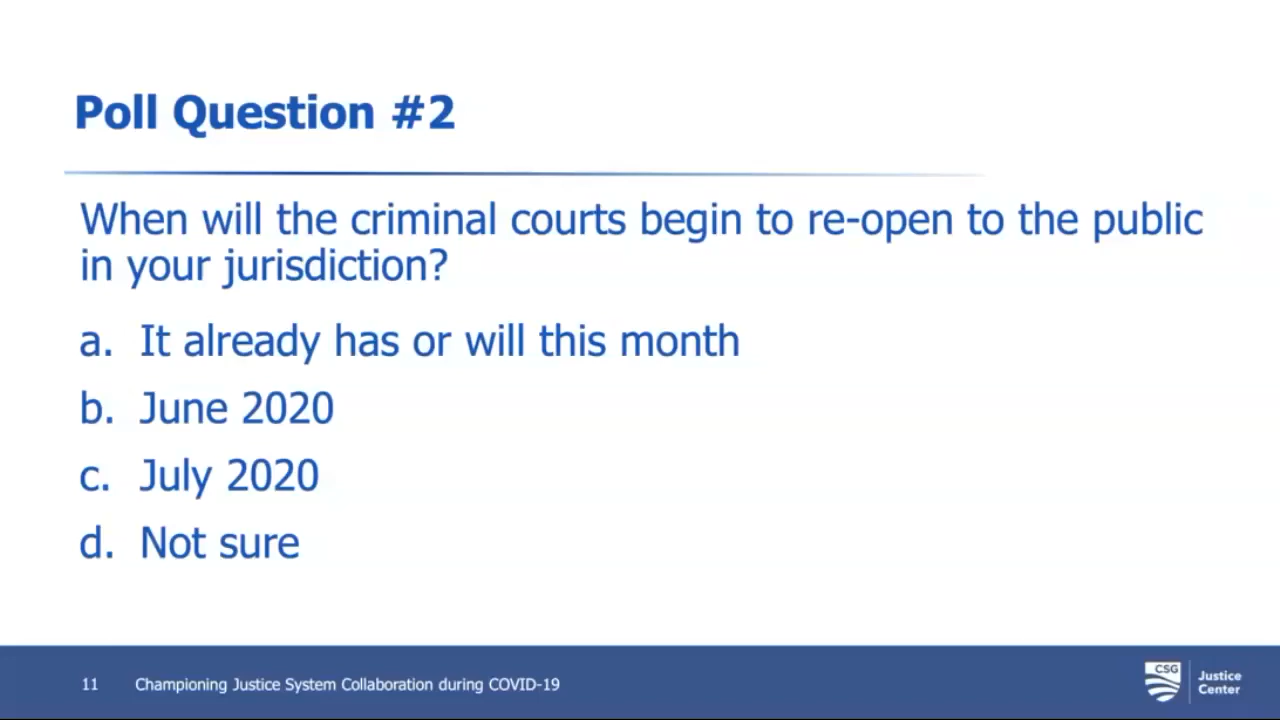 Poll Question #2
When will the criminal courts begin to re-open to the public
in your jurisdiction?
a. It already has or will this month
b. June 2020
c. July 2020
d. Not sure
11 Championing Justice System Collaboration during COVID-19
CSG Justice
Center